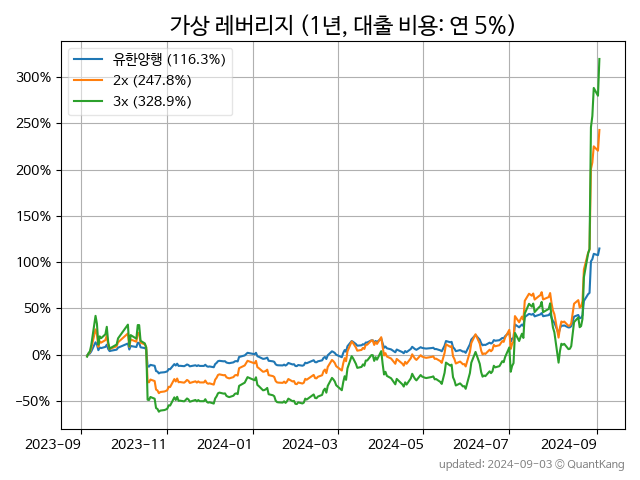 가상 레버리지 (1년, 대출 비용: 연 5%)
유한양행 (116.3%)
2x (247.8%)
3x (328.9%)
300%
250%
200%
150%
100%
50%
0%
−50%
2023-09 2023-11 2024-01 2024-03 2024-05 2024-07 2024-09
updated: 2024-09-03 © QuantKang